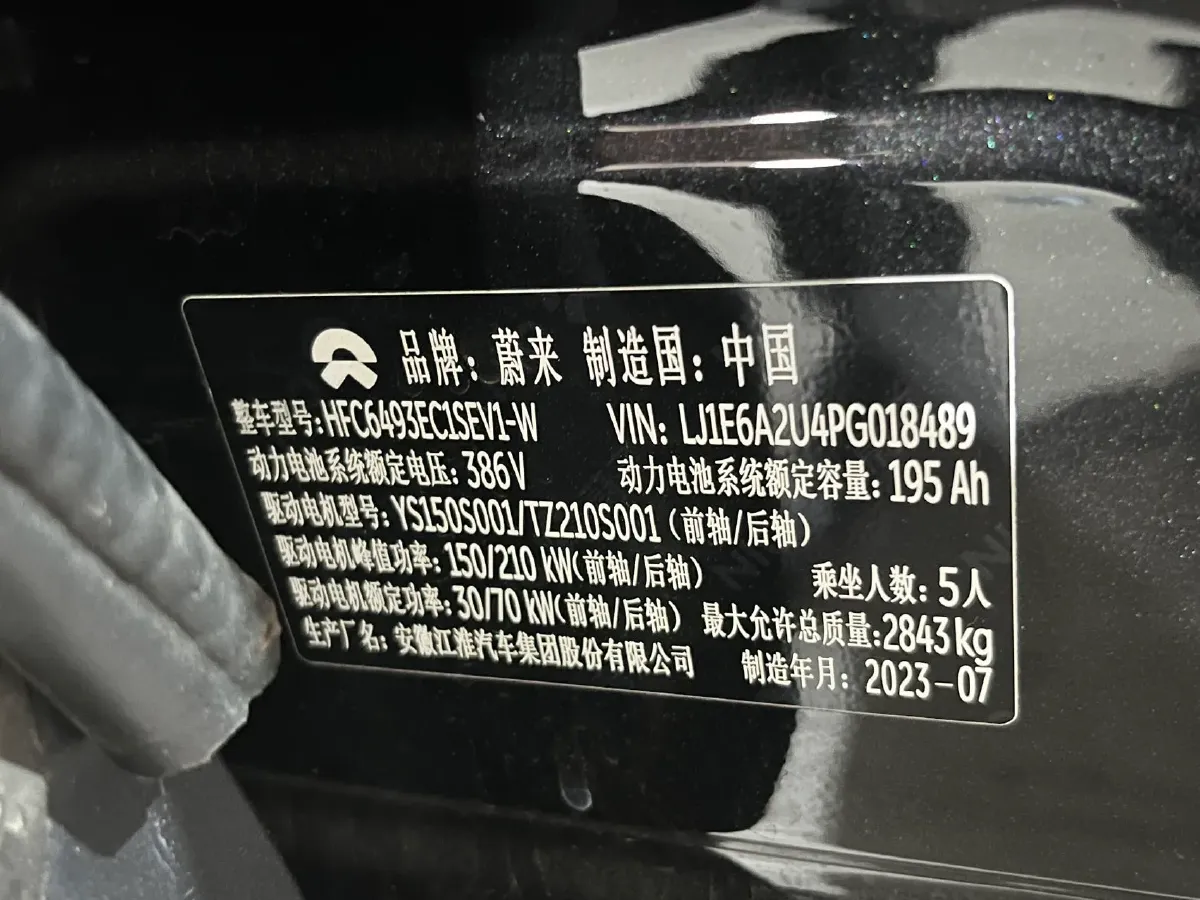 品牌：蔚来 制造国：中国
整车型号：HFC6493EC1SEV1-W VIN：LJ1E6A2U4PG018489
动力电池系统额定电压：386V 动力电池系统额定容量：195 Ah
驱动电机型号：YS150S001/TZ210S001（前轴/后轴）
驱动电机峰值功率：150/210 kW（前轴/后轴） 乘坐人数：5人
驱动电机额定功率：30/70 kW（前轴/后轴） 最大允许总质量：2843kg
生产厂名：安徽江淮汽车集团股份有限公司 制造年月：2023-07